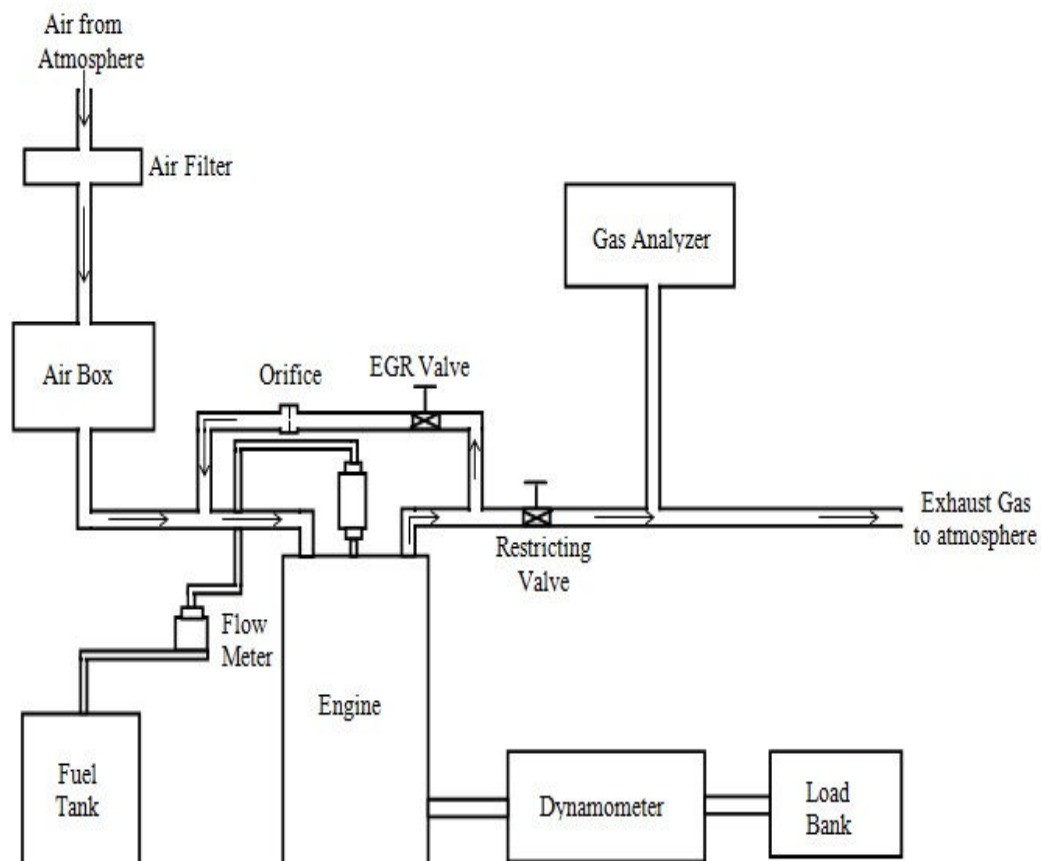 Air from
Atmosphere
Air Filter
Gas Analyzer
Air Box
Orifice
EGR Valve
Exhaust Gas
to atmosphere
Restricting
Valve
Flow
Meter
Engine
Fuel
Tank
Dynamometer
Load
Bank